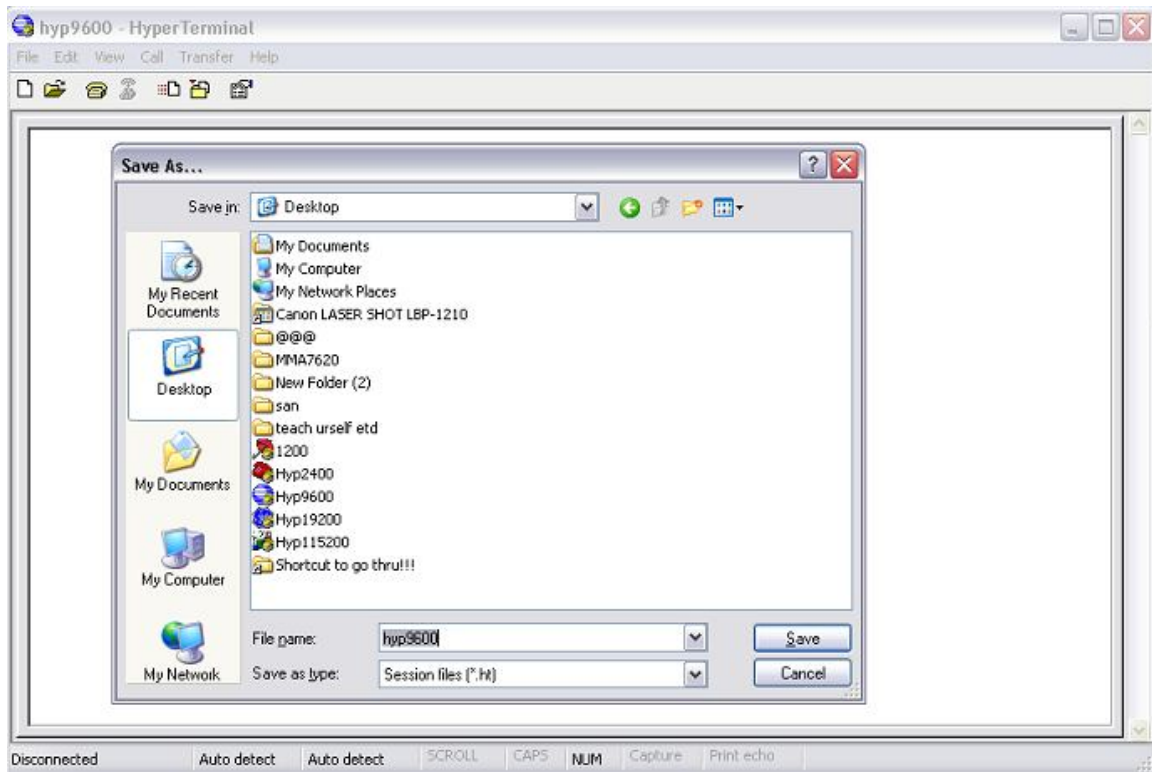 hyp9600 - HyperTerminal
File Edit View Call Transfer Help
Save As...
Save in: Desktop
My Recent Documents
Desktop
My Documents
My Computer
My Network
My Documents
My Computer
My Network Places
Canon LASER SHOT LBP-1210
@@@
MMA7620
New Folder (2)
san
teach urself etd
1200
Hyp2400
Hyp9600
Hyp19200
Hyp115200
Shortcut to go thru!!!
File name: hyp9600 Save
Save as type: Session files (*.ht) Cancel
Disconnected Auto detect Auto detect SCROLL CAPS NUM Capture Print echo